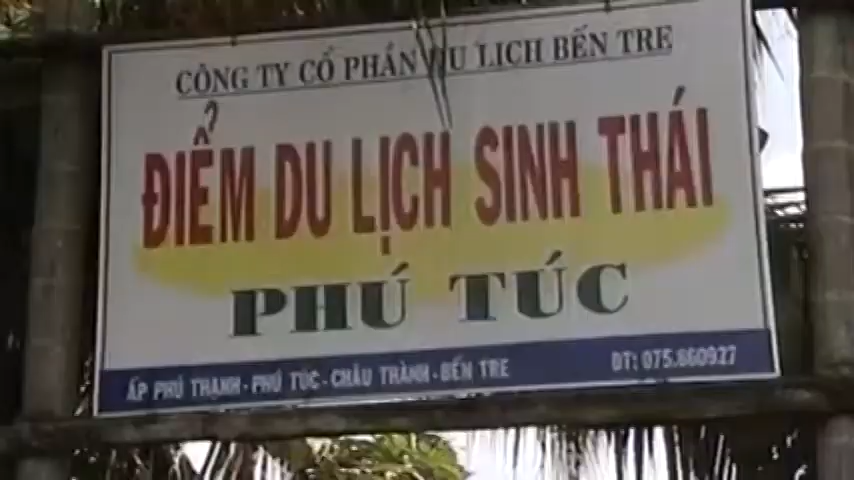 CÔNG TY CỔ PHẦN DU LỊCH BẾN TRE
ĐIỂM DU LỊCH SINH THÁI
PHÚ TÚC
ẤP PHÚ THẠNH - PHÚ TÚC - CHÂU THÀNH - BẾN TRE
ĐT: 075.860927